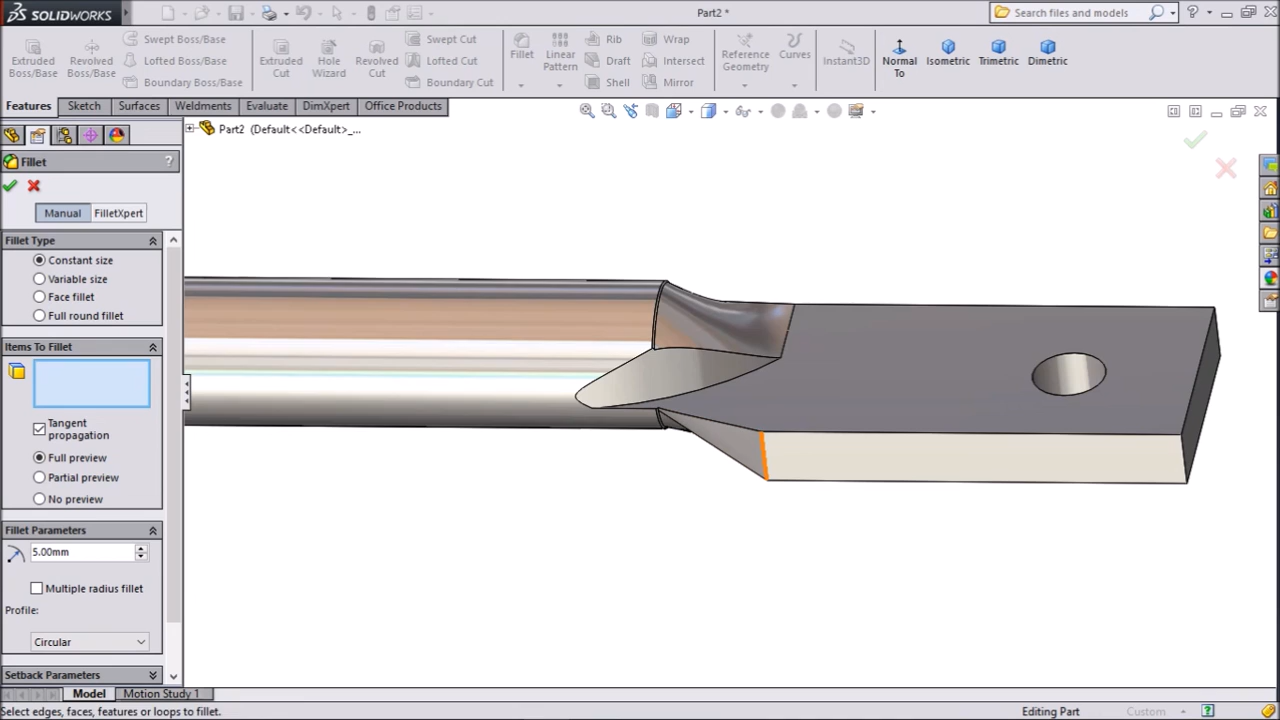 SOLIDWORKS
Part2 *
Search files and models
?
Extruded Boss/Base
Revolved Boss/Base
Swept Boss/Base
Lofted Boss/Base
Boundary Boss/Base
Extruded Cut
Hole Wizard
Revolved Cut
Swept Cut
Lofted Cut
Boundary Cut
Fillet
Linear Pattern
Rib
Draft
Shell
Wrap
Intersect
Mirror
Reference Geometry
Curves
Instant3D
Normal To
Isometric
Trimetric
Dimetric
Features
Sketch
Surfaces
Weldments
Evaluate
DimXpert
Office Products
Part2 (Default<<Default>_...
Fillet
?
Manual
FilletXpert
Fillet Type
Constant size
Variable size
Face fillet
Full round fillet
Items To Fillet
Tangent
propagation
Full preview
Partial preview
No preview
Fillet Parameters
5.00mm
Multiple radius fillet
Profile:
Circular
Setback Parameters
Model
Motion Study 1
Select edges, faces, features or loops to fillet.
Editing Part
Custom
?